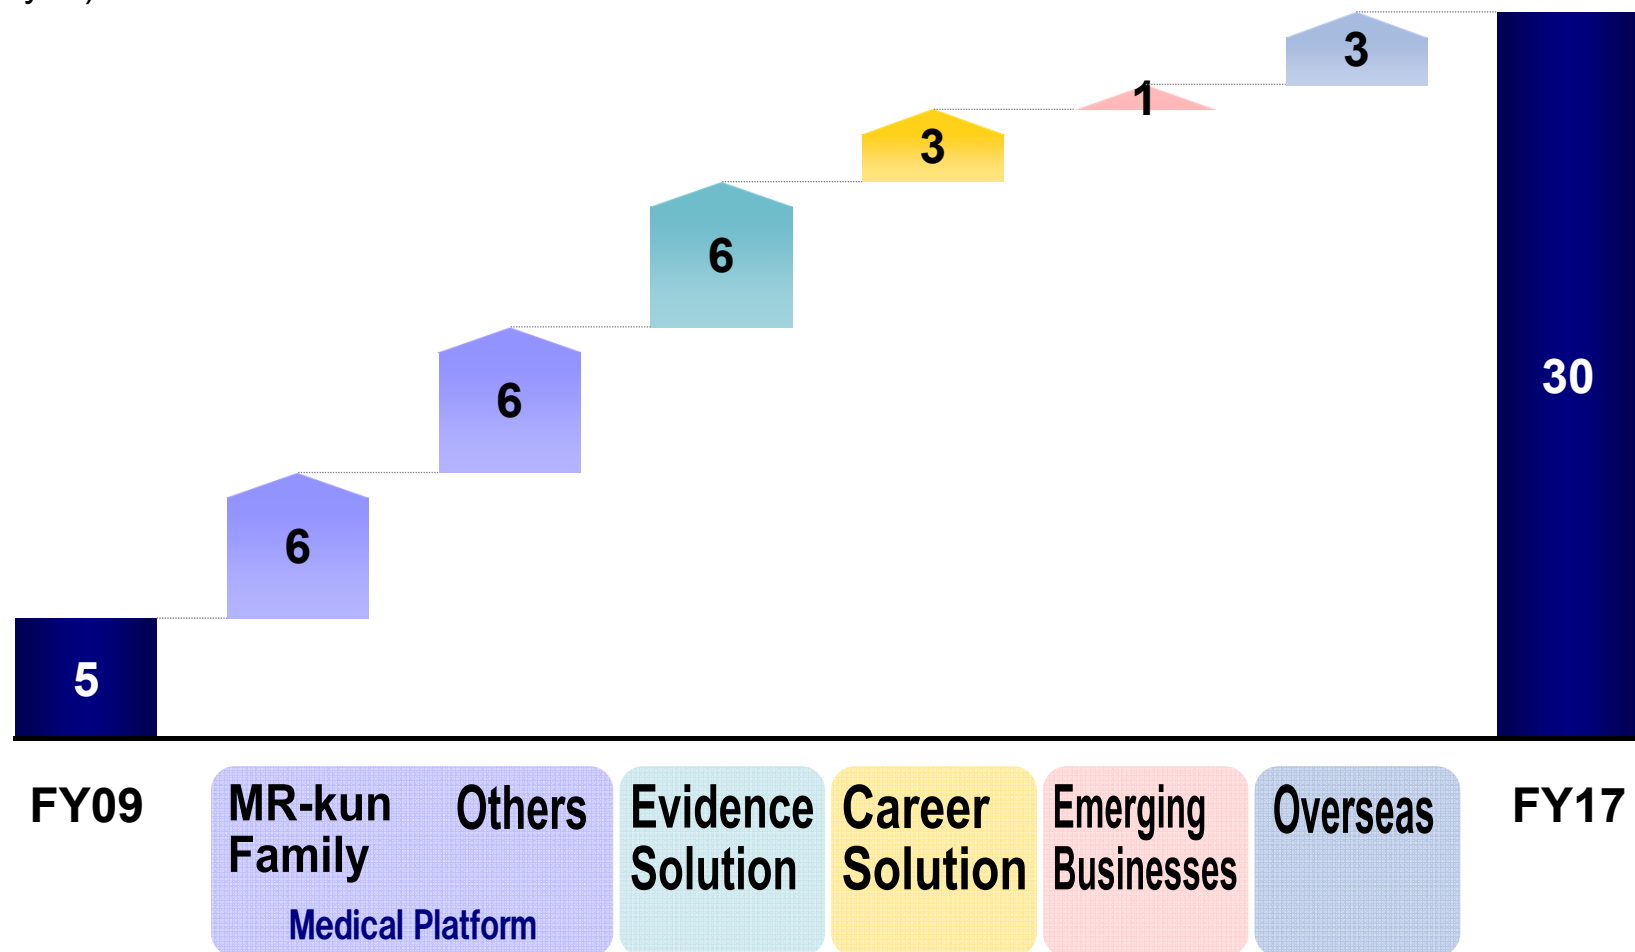 3
1
3
6
30
6
6
5
FY09
MR-kun Others
Family
Medical Platform
Evidence
Solution
Career
Solution
Emerging
Businesses
Overseas
FY17